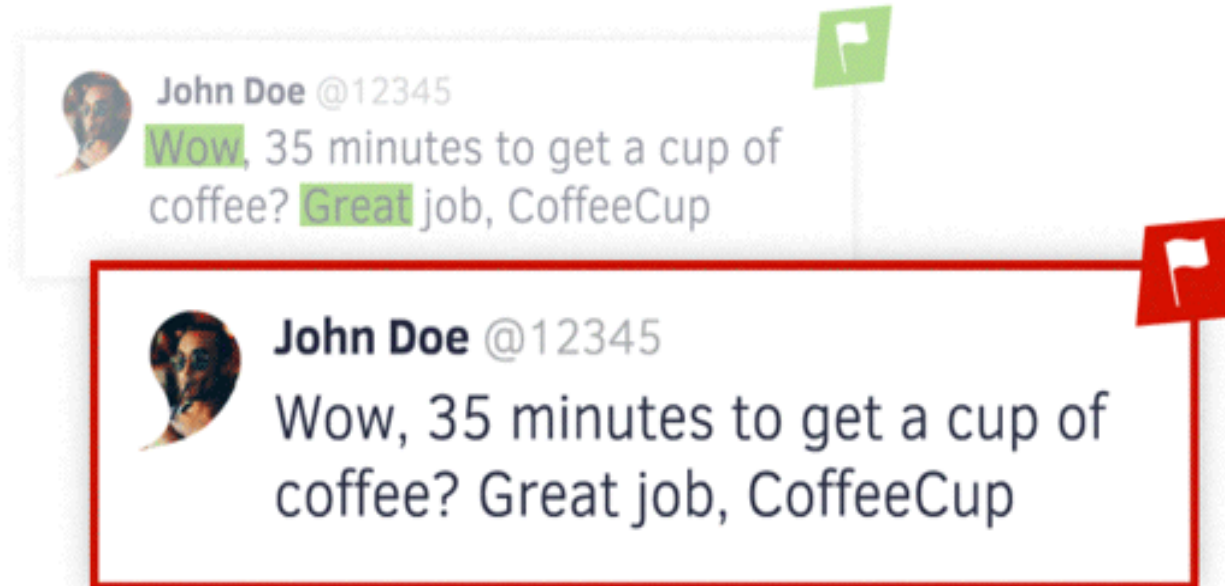 John Doe @12345
Wow, 35 minutes to get a cup of
coffee? Great job, CoffeeCup
John Doe @12345
Wow, 35 minutes to get a cup of
coffee? Great job, CoffeeCup